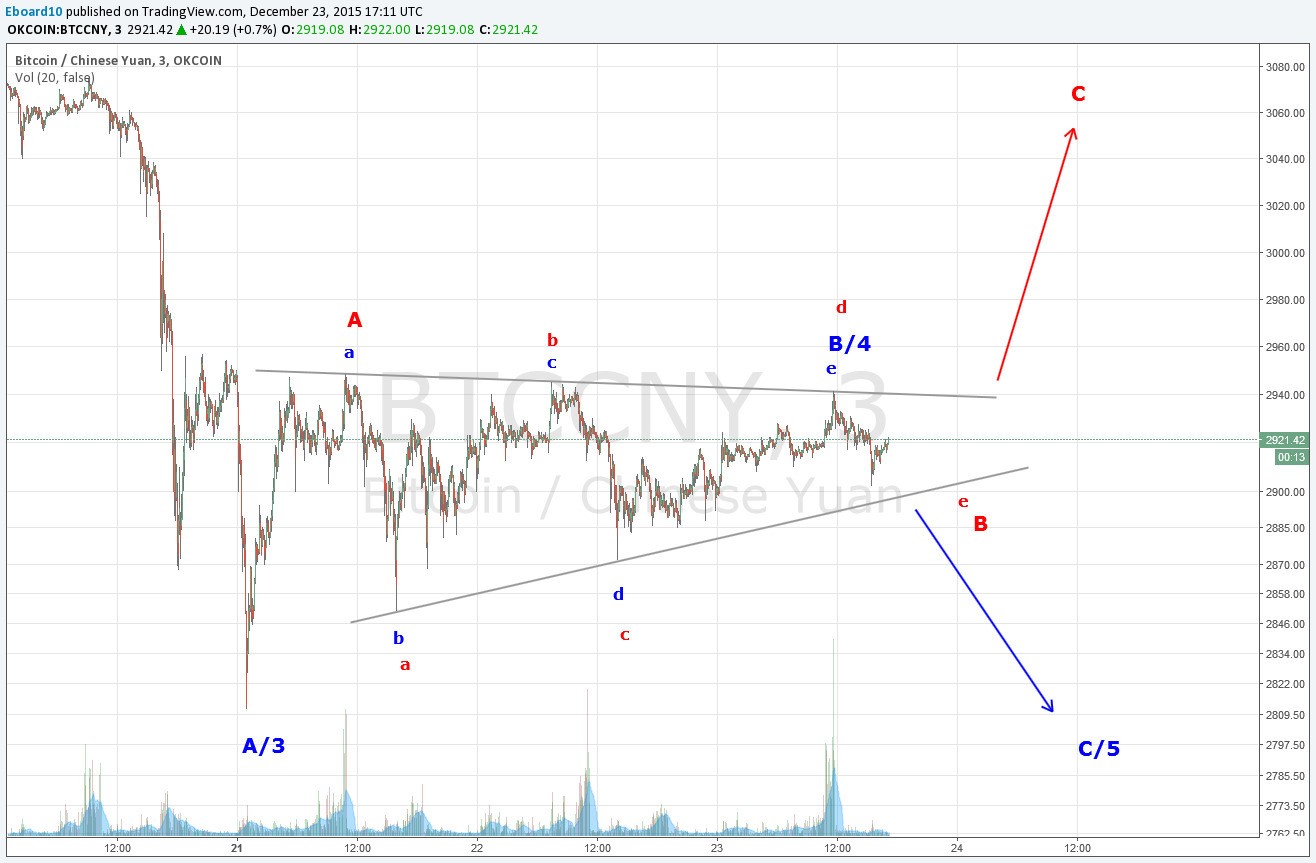 Eboard10 published on TradingView.com, December 23, 2015 17:11 UTC
OKCOIN:BTCCNY, 3 2921.42 ▲ +20.19 (+0.7%) O:2919.08 H:2922.00 L:2919.08 C:2921.42
Bitcoin / Chinese Yuan, 3, OKCOIN
Vol (20, false)
BTCCNY, 3
Bitcoin / Chinese Yuan
C
d
A
b
B/4
a
c
e
e
B
d
c
b
a
A/3
C/5
3080.00
3060.00
3040.00
3020.00
3000.00
2980.00
2960.00
2940.00
2921.42
00:13
2900.00
2885.00
2870.00
2858.00
2846.00
2834.00
2822.00
2809.50
2797.50
2785.50
2773.50
2762.50
12:00 21 12:00 22 12:00 23 12:00 24 12:00